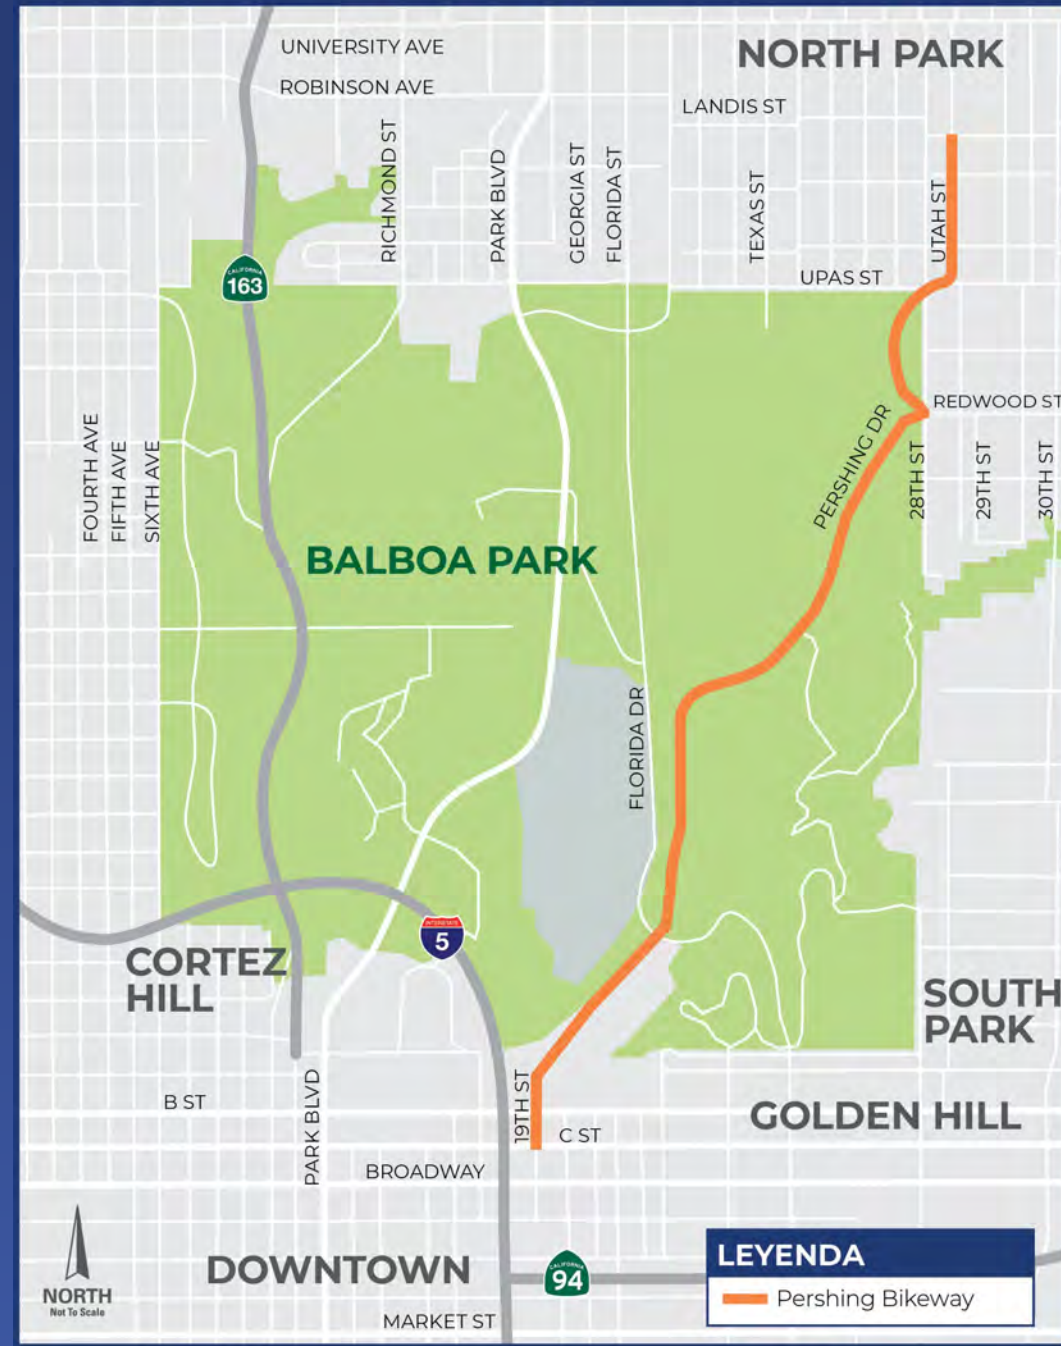 UNIVERSITY AVE
NORTH PARK
ROBINSON AVE
LANDIS ST
RICHMOND ST
PARK BLVD
GEORGIA ST
FLORIDA ST
TEXAS ST
UTAH ST
CALIFORNIA
163
UPAS ST
REDWOOD ST
FOURTH AVE
FIFTH AVE
SIXTH AVE
PERSHING DR
28TH ST
29TH ST
30TH ST
BALBOA PARK
FLORIDA DR
INTERSTATE
5
CORTEZ
HILL
SOUTH
PARK
B ST
PARK BLVD
19TH ST
C ST
GOLDEN HILL
BROADWAY
NORTH
Not To Scale
DOWNTOWN
CALIFORNIA
94
LEYENDA
Pershing Bikeway
MARKET ST